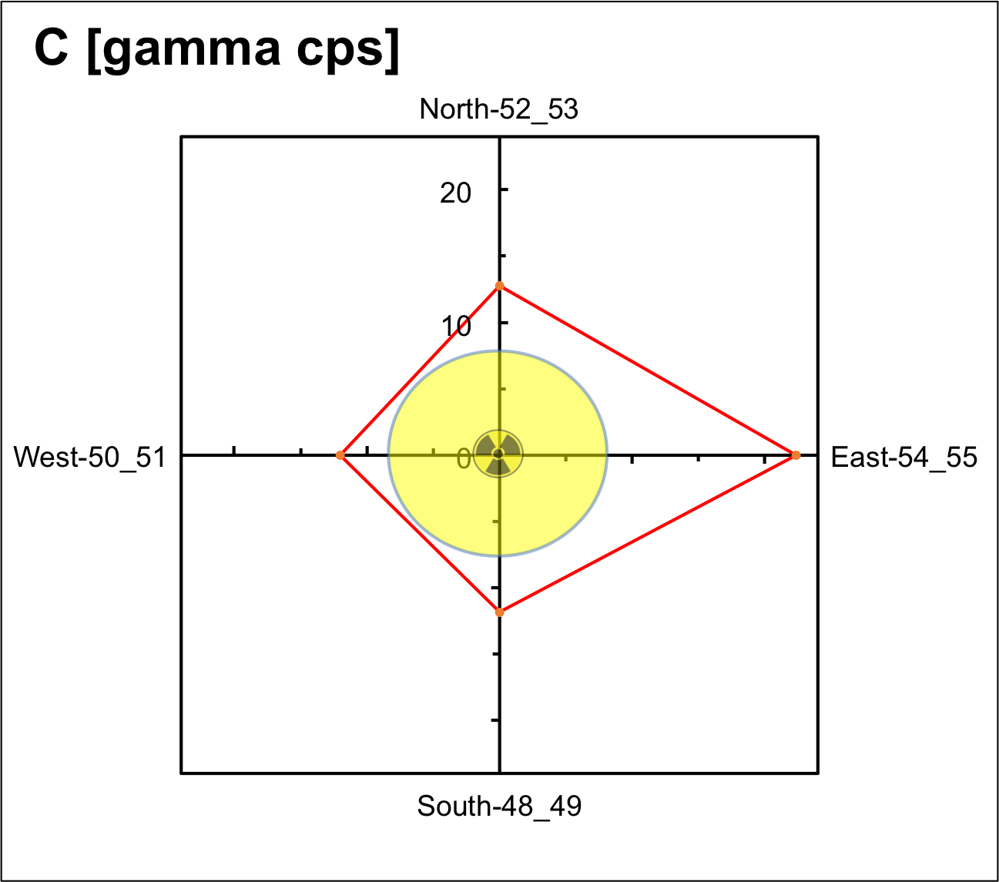 C [gamma cps]
North-52_53
20
10
West-50_51
0
East-54_55
South-48_49